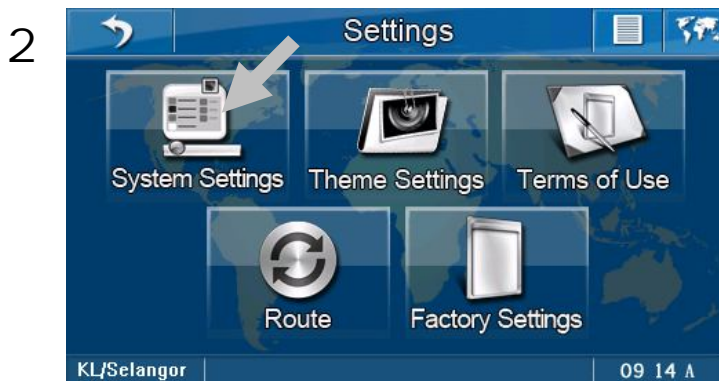 2
Settings
System Settings Theme Settings Terms of Use
Route Factory Settings
KL/Selangor 09 14 A